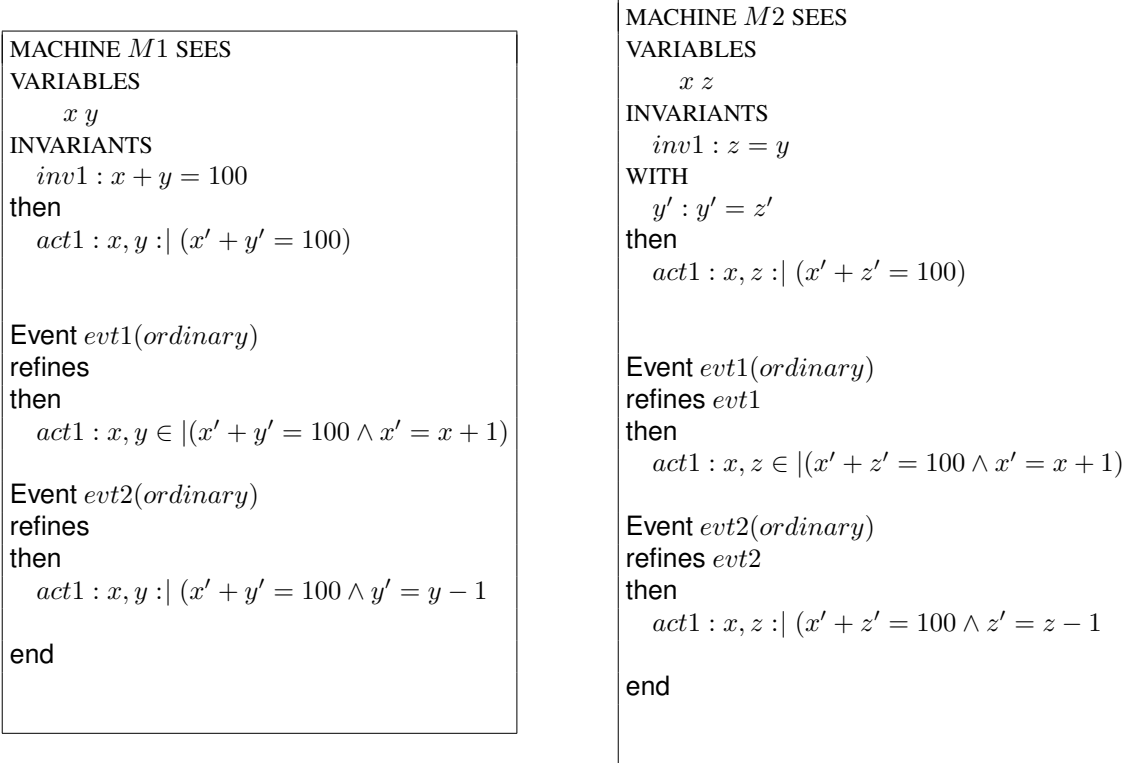 MACHINE M1 SEES
VARIABLES
x y
INVARIANTS
inv1 : x + y = 100
then
act1 : x, y :| (x′ + y′ = 100)
Event evt1(ordinary)
refines
then
act1 : x, y ∈ |(x′ + y′ = 100 ∧ x′ = x + 1)
Event evt2(ordinary)
refines
then
act1 : x, y :| (x′ + y′ = 100 ∧ y′ = y − 1
end
MACHINE M2 SEES
VARIABLES
x z
INVARIANTS
inv1 : z = y
WITH
y′ : y′ = z′
then
act1 : x, z :| (x′ + z′ = 100)
Event evt1(ordinary)
refines evt1
then
act1 : x, z ∈ |(x′ + z′ = 100 ∧ x′ = x + 1)
Event evt2(ordinary)
refines evt2
then
act1 : x, z :| (x′ + z′ = 100 ∧ z′ = z − 1
end